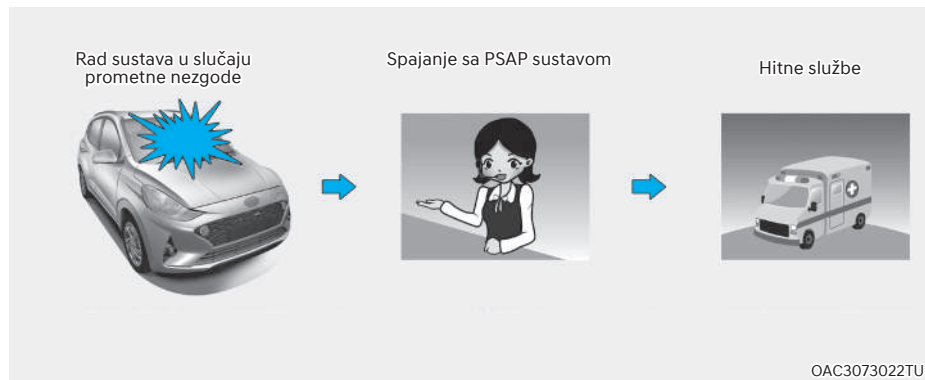 Rad sustava u slučaju
prometne nezgode
Spajanje sa PSAP sustavom
Hitne službe
OAC3073022TU